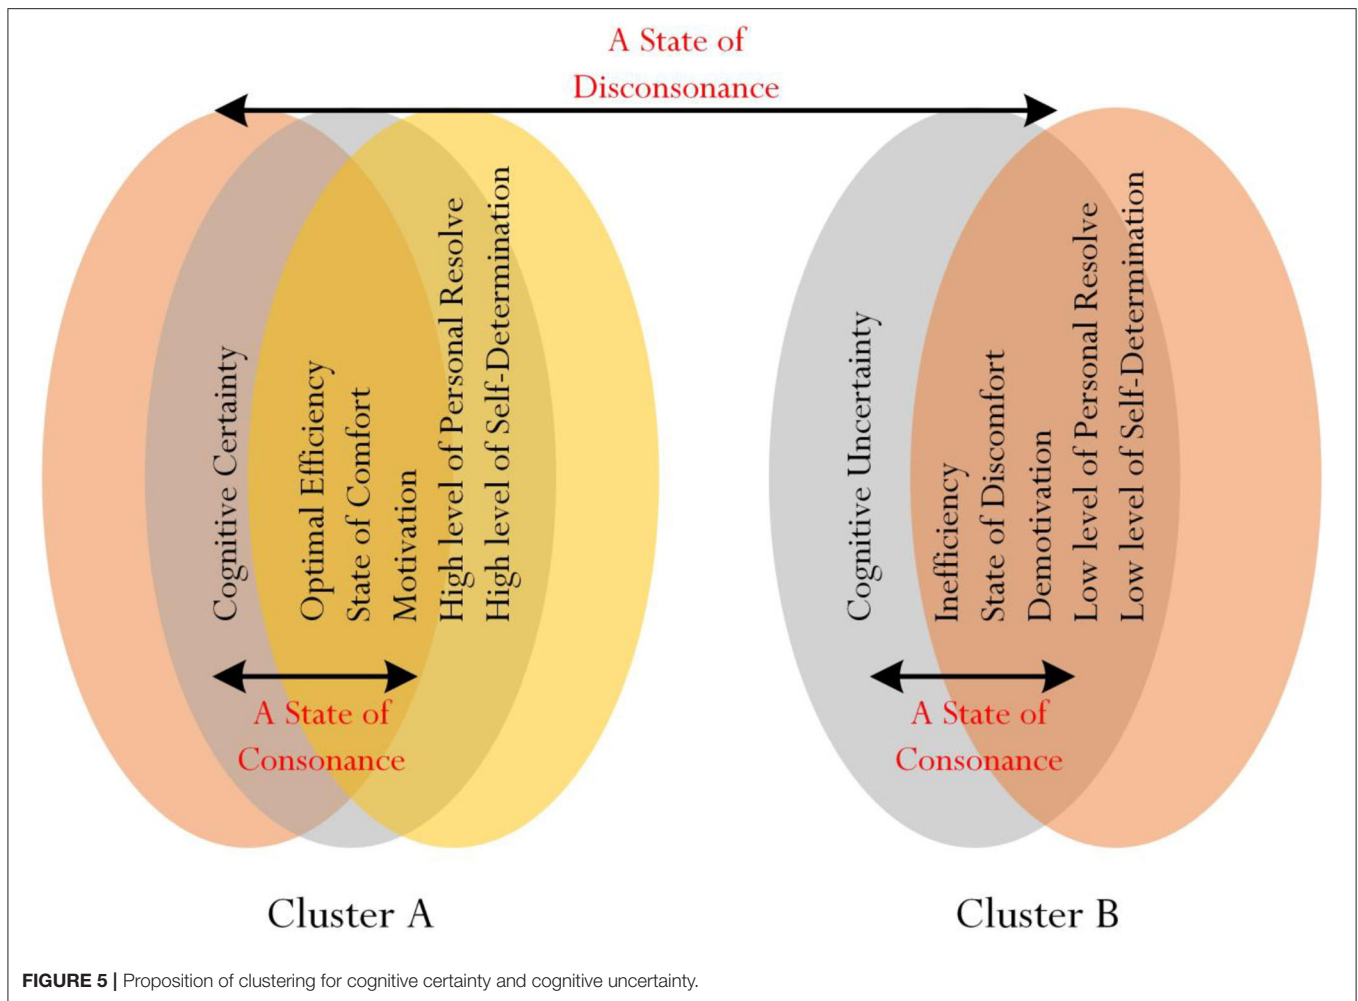 A State of
Disconsonance
Cognitive Certainty
Optimal Efficiency
State of Comfort
Motivation
High level of Personal Resolve
High level of Self-Determination
A State of
Consonance
Cluster A
Cognitive Uncertainty
Inefficiency
State of Discomfort
Demotivation
Low level of Personal Resolve
Low level of Self-Determination
A State of
Consonance
Cluster B
FIGURE 5 | Proposition of clustering for cognitive certainty and cognitive uncertainty.